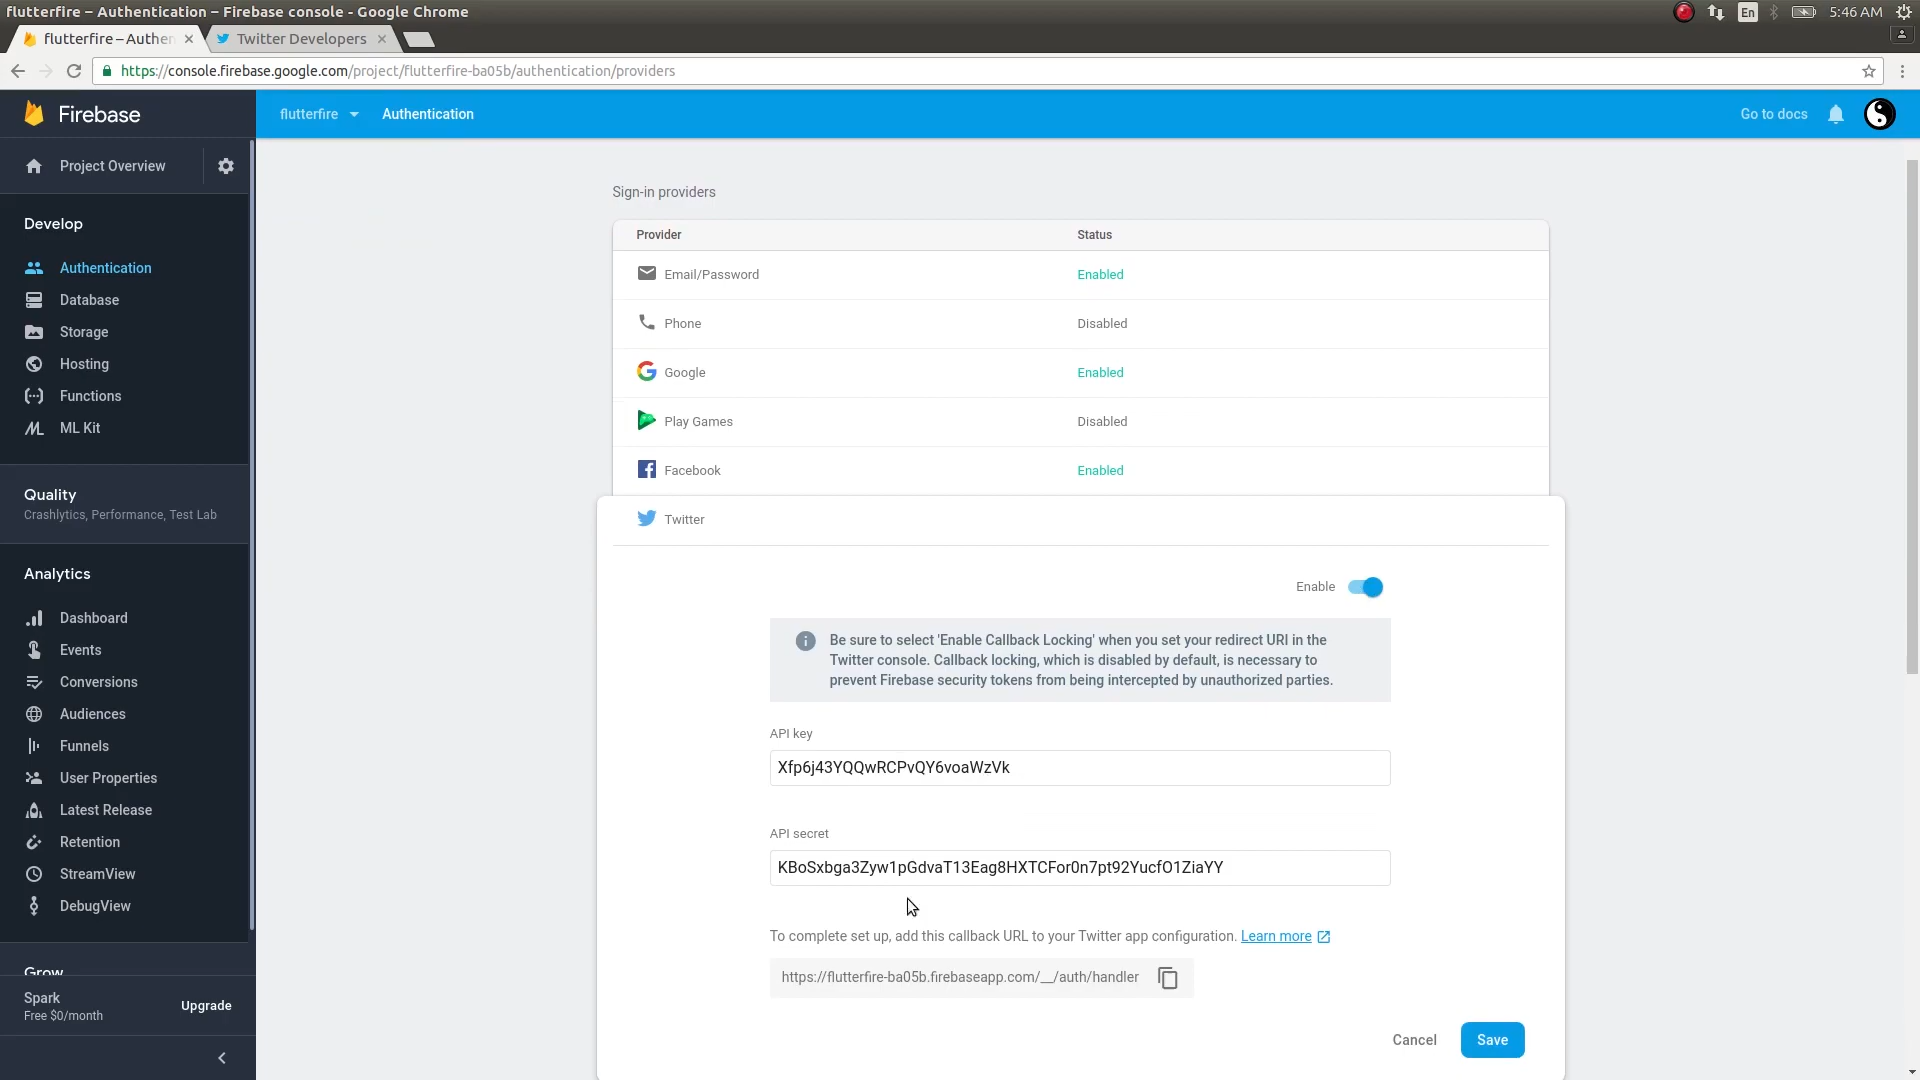 flutterfire – Authentication – Firebase console - Google Chrome
En
5:46 AM
flutterfire – Authen
Twitter Developers
https://console.firebase.google.com/project/flutterfire-ba05b/authentication/providers
Firebase
flutterfire
Authentication
Go to docs
Project Overview
Develop
Authentication
Database
Storage
Hosting
Functions
ML Kit
Quality
Crashlytics, Performance, Test Lab
Analytics
Dashboard
Events
Conversions
Audiences
Funnels
User Properties
Latest Release
Retention
StreamView
DebugView
Grow
Spark
Free $0/month
Upgrade
Sign-in providers
Provider
Status
Email/Password
Enabled
Phone
Disabled
Google
Enabled
Play Games
Disabled
Facebook
Enabled
Twitter
Enable
Be sure to select 'Enable Callback Locking' when you set your redirect URI in the
Twitter console. Callback locking, which is disabled by default, is necessary to
prevent Firebase security tokens from being intercepted by unauthorized parties.
API key
Xfp6j43YQQwRCPvQY6voaWzVk
API secret
KBoSxbga3Zyw1pGdvaT13Eag8HXTCFor0n7pt92YucfO1ZiaYY
To complete set up, add this callback URL to your Twitter app configuration. Learn more
https://flutterfire-ba05b.firebaseapp.com/__/auth/handler
Cancel
Save